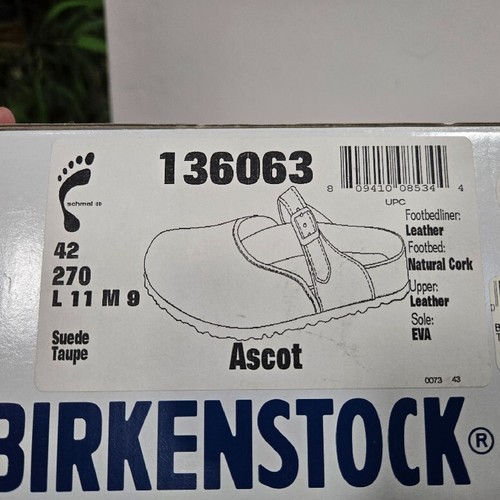 136063
8 09410 08534 4
UPC
schmal
42
270
L 11 M 9
Suede
Taupe
Footbedliner:
Leather
Footbed:
Natural Cork
Upper:
Leather
Sole:
EVA
Ascot
0073 43
BIRKENSTOCK®